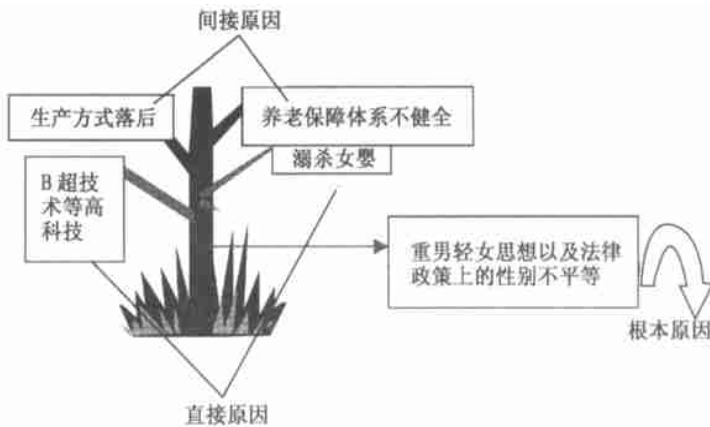 间接原因
生产方式落后
养老保障体系不健全
溺杀女婴
B 超技
术等高
科技
重男轻女思想以及法律
政策上的性别不平等
根本原因
直接原因